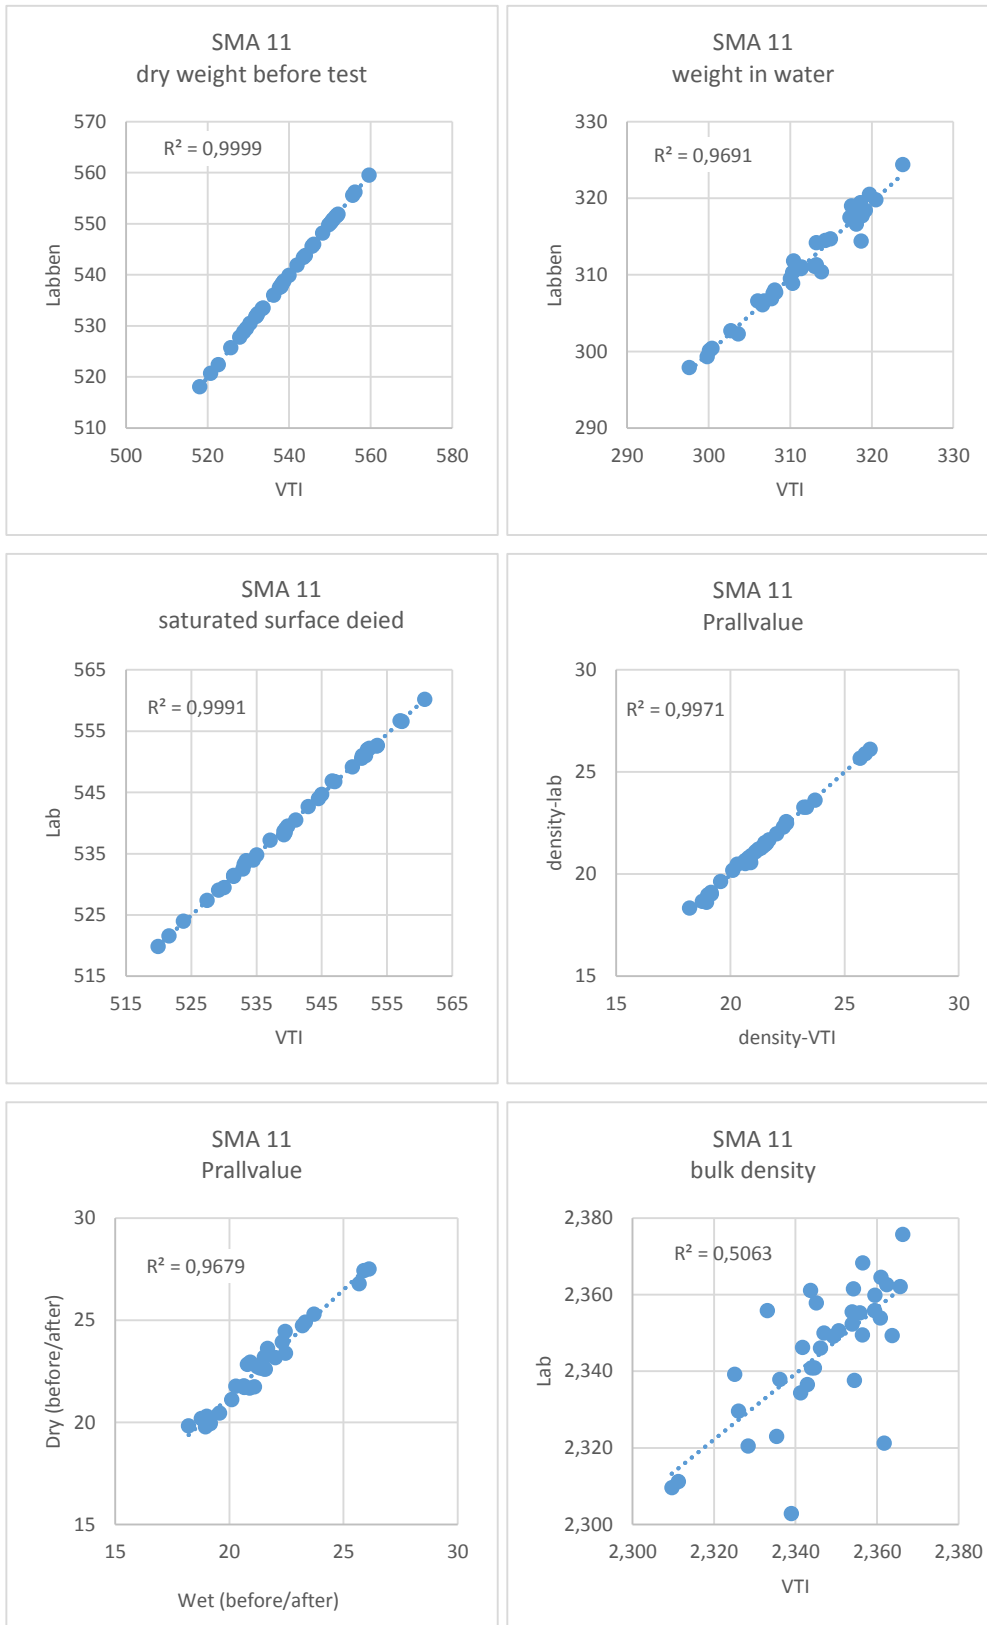 SMA 11
dry weight before test
R² = 0,9999
Labben
570
560
550
540
530
520
510
500 520 540 560 580
VTI
SMA 11
weight in water
R² = 0,9691
Labben
330
320
310
300
290
290 300 310 320 330
VTI
SMA 11
saturated surface deied
R² = 0,9991
Lab
565
555
545
535
525
515
515 525 535 545 555 565
VTI
SMA 11
Prallvalue
R² = 0,9971
density-lab
30
25
20
15
15 20 25 30
density-VTI
SMA 11
Prallvalue
R² = 0,9679
Dry (before/after)
30
25
20
15
15 20 25 30
Wet (before/after)
SMA 11
bulk density
R² = 0,5063
Lab
2,380
2,360
2,340
2,320
2,300
2,300 2,320 2,340 2,360 2,380
VTI